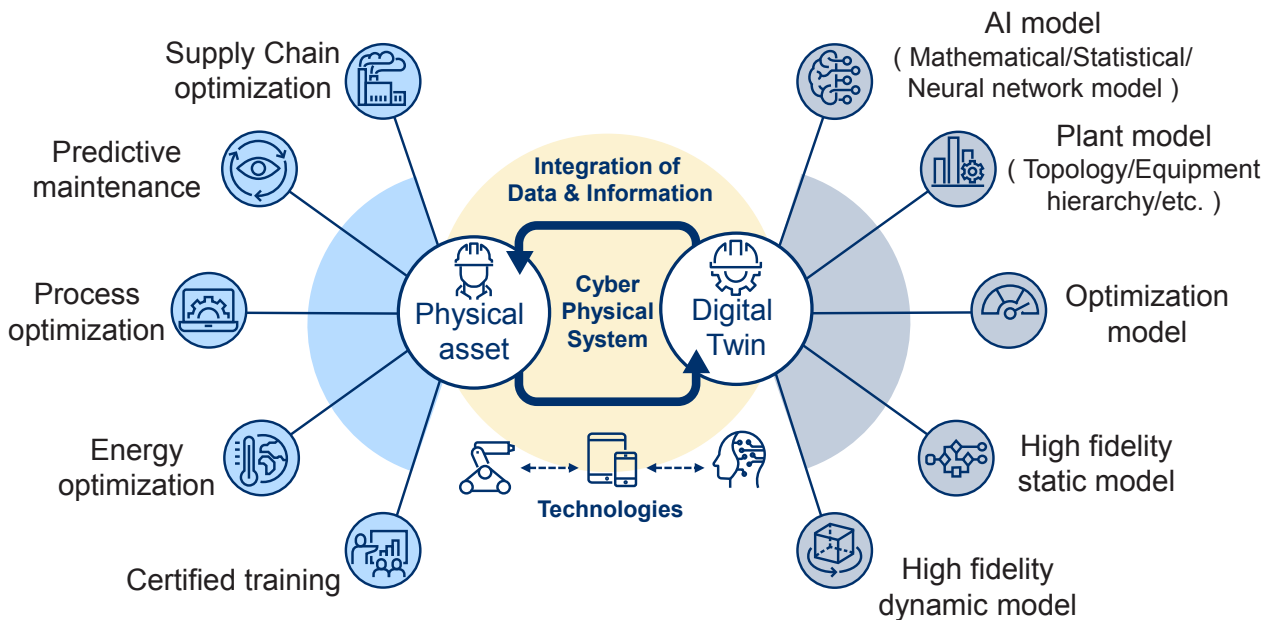 Supply Chain
optimization
Predictive
maintenance
Process
optimization
Energy
optimization
Certified training
Integration of
Data & Information
Physical
asset
Cyber
Physical
System
Digital
Twin
Technologies
AI model
( Mathematical/Statistical/
Neural network model )
Plant model
( Topology/Equipment
hierarchy/etc. )
Optimization
model
High fidelity
static model
High fidelity
dynamic model